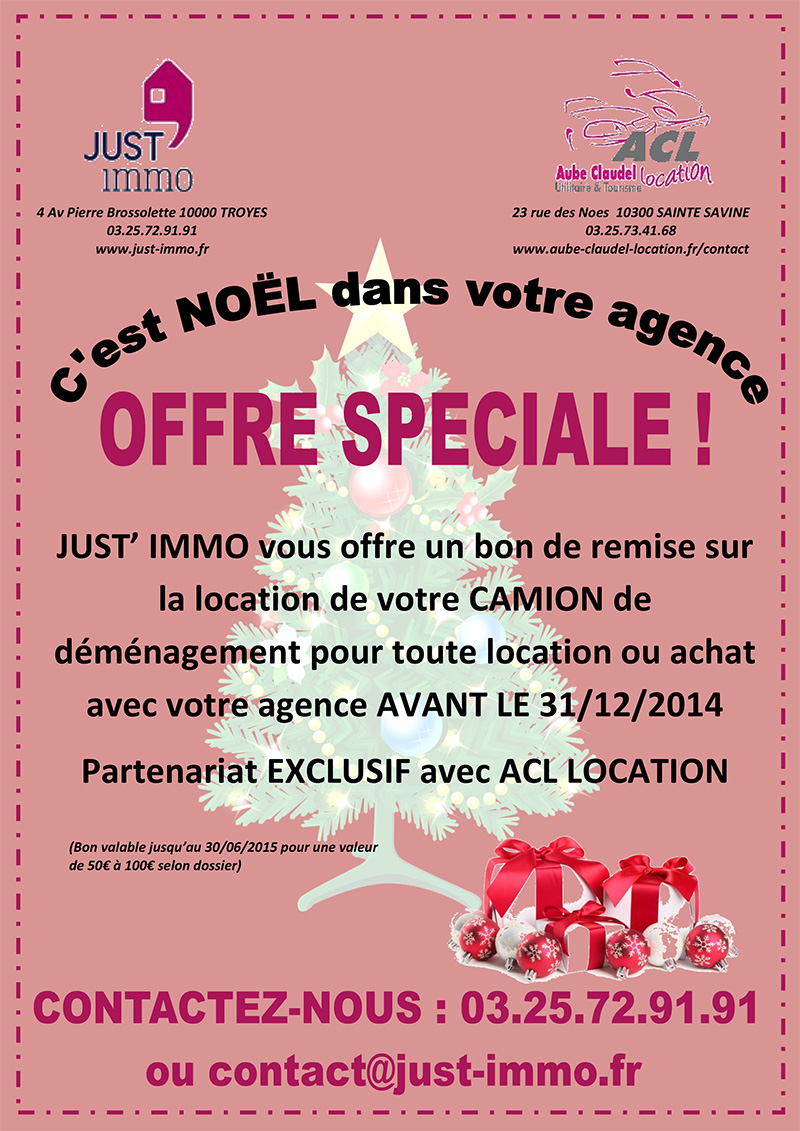 JUST'
immo
4 Av Pierre Brossolette 10000 TROYES
03.25.72.91.91
www.just-immo.fr
ACL
Aube Claudel location
Utilitaire & Tourisme
23 rue des Noes 10300 SAINTE SAVINE
03.25.73.41.68
www.aube-claudel-location.fr/contact
C'est NOËL dans votre agence
OFFRE SPECIALE !
JUST' IMMO vous offre un bon de remise sur
la location de votre CAMION de
déménagement pour toute location ou achat
avec votre agence AVANT LE 31/12/2014
Partenariat EXCLUSIF avec ACL LOCATION
(Bon valable jusqu'au 30/06/2015 pour une valeur
de 50€ à 100€ selon dossier)
CONTACTEZ-NOUS : 03.25.72.91.91
ou contact@just-immo.fr